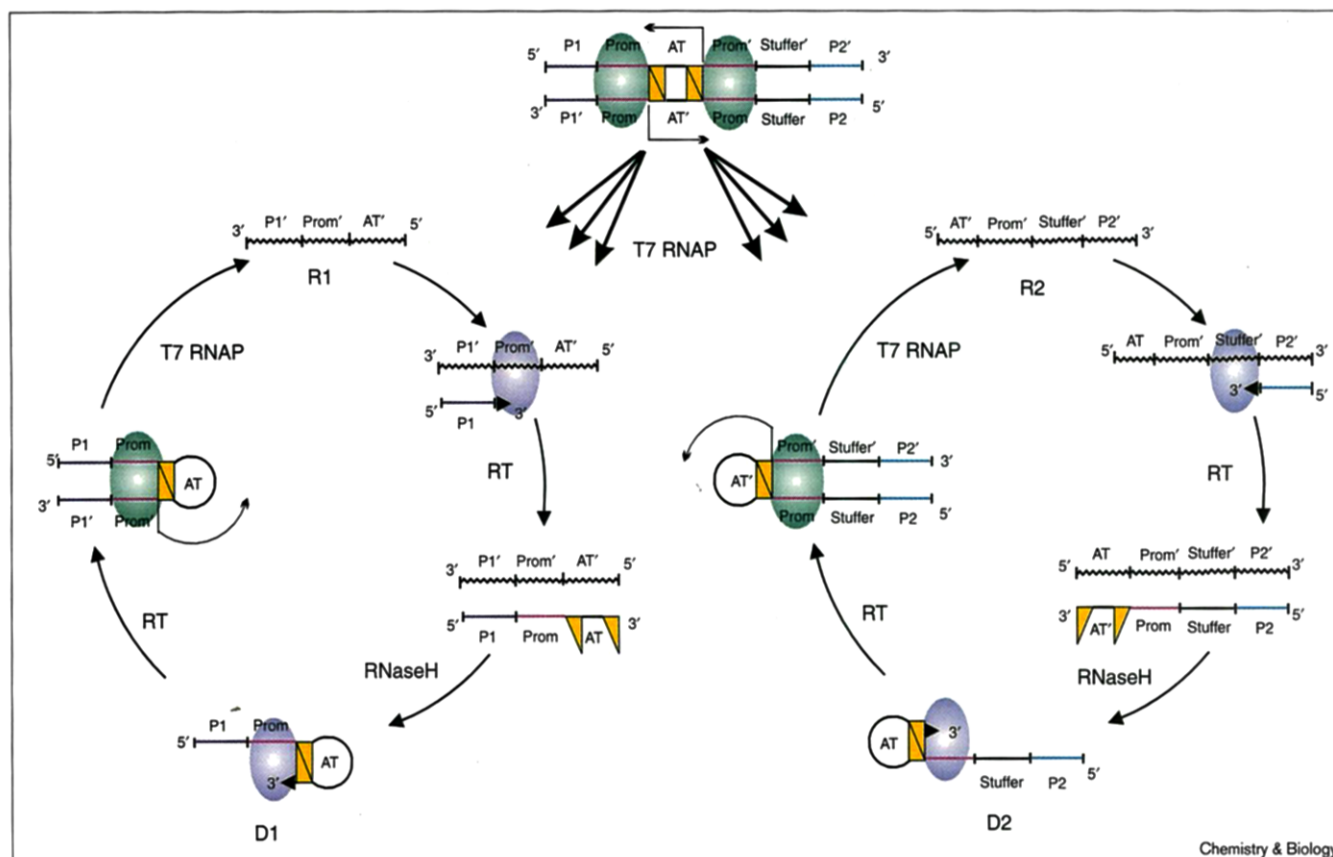 P1 Prom AT Prom' Stuffer' P2'
5' 3'
3' 5'
P1' Prom AT' Prom Stuffer P2
T7 RNAP
P1' Prom' AT'
3' 5'
R1
AT' Prom' Stuffer' P2'
5' 3'
R2
T7 RNAP
P1' Prom' AT'
3' 5'
5' 3'
P1
T7 RNAP
AT Prom' Stuffer' P2'
5' 3'
3' 5'
P1 Prom
5' AT
3'
P1' Prom'
RT
Prom' Stuffer' P2'
AT' 3'
5'
Prom Stuffer P2
RT
P1' Prom' AT'
3' 5'
5' AT 3'
P1 Prom
RT
RNaseH
AT Prom' Stuffer' P2'
5' 3'
3' AT' 5'
Prom Stuffer P2
RT
RNaseH
P1 Prom
5' AT
3'
D1
AT 3'
5'
Stuffer P2
D2
Chemistry & Biology